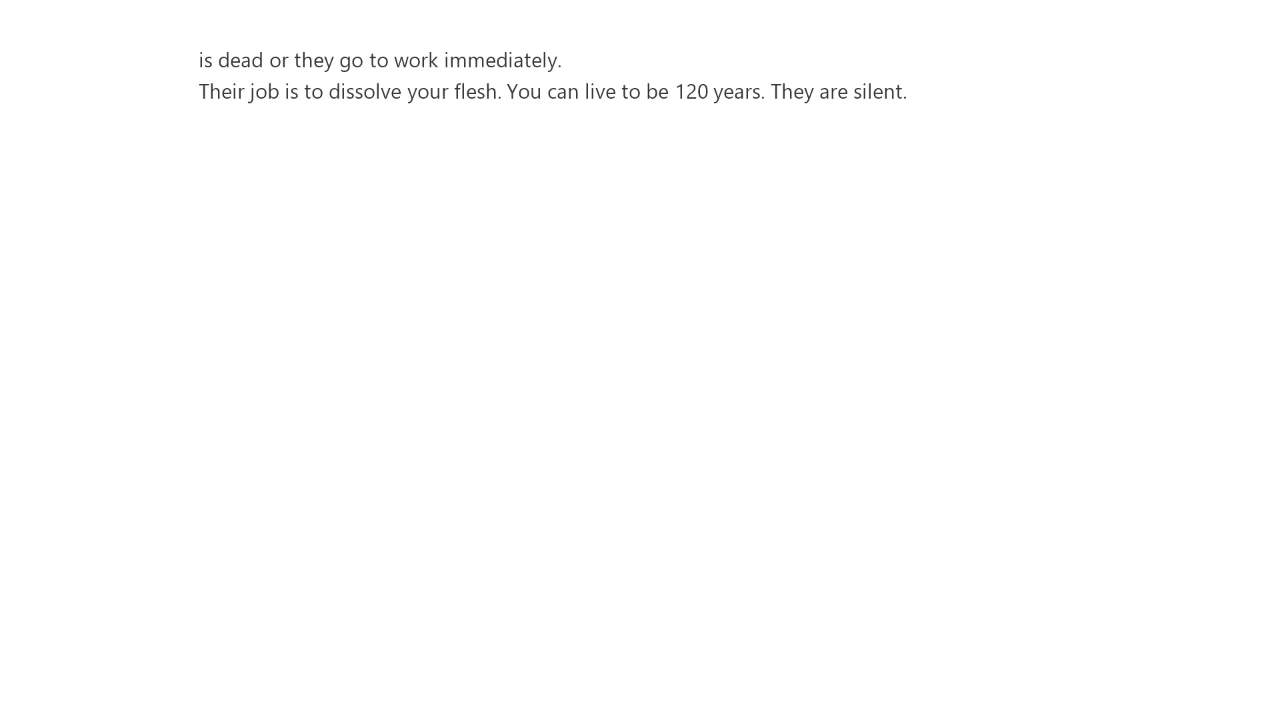 is dead or they go to work immediately.
Their job is to dissolve your flesh. You can live to be 120 years. They are silent.